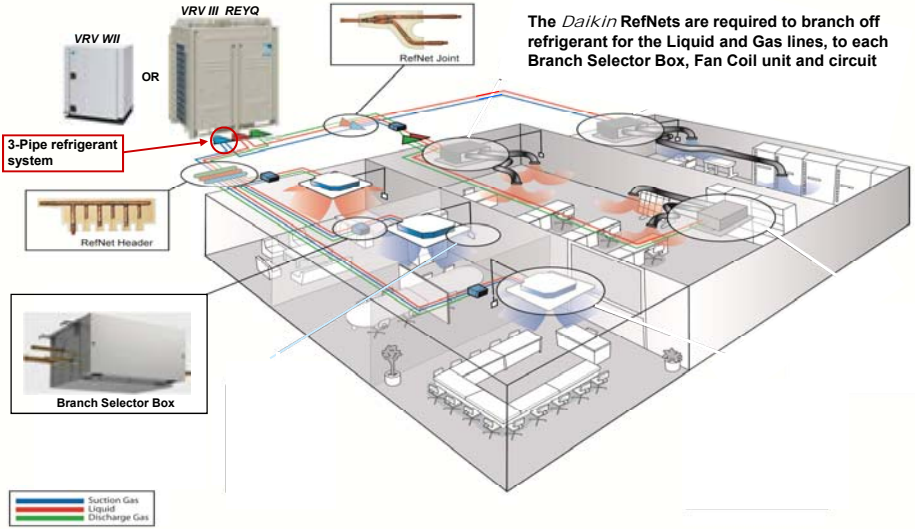 VRV III REYQ
VRV WII
OR
RefNet Joint
The Daikin RefNets are required to branch off
refrigerant for the Liquid and Gas lines, to each
Branch Selector Box, Fan Coil unit and circuit
3-Pipe refrigerant
system
RefNet Header
Branch Selector Box
Suction Gas
Liquid
Discharge Gas